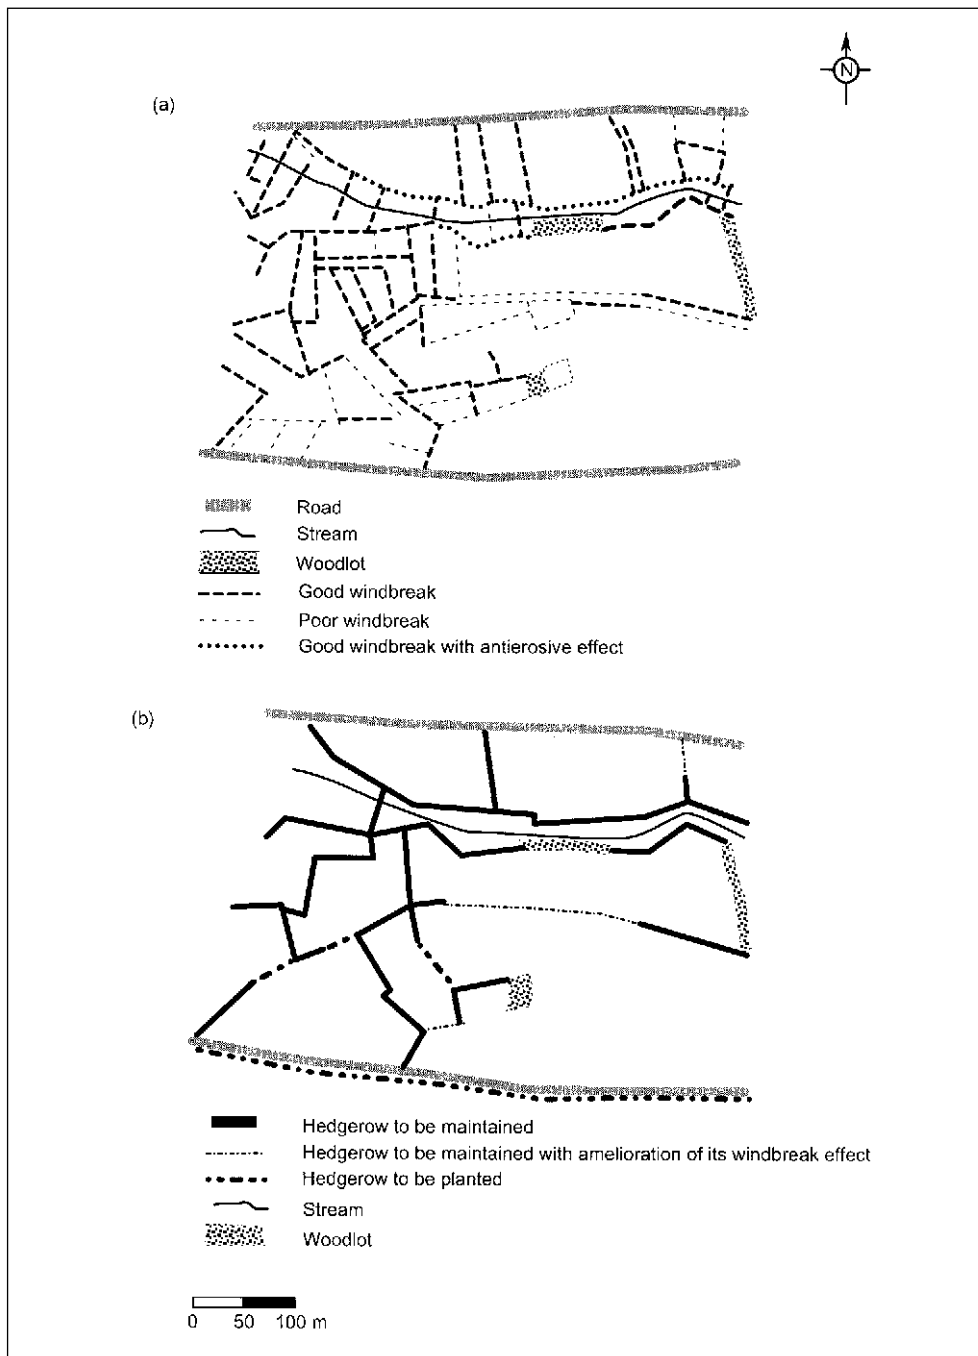 N
(a)
Road
Stream
Woodlot
Good windbreak
Poor windbreak
Good windbreak with antierosive effect
(b)
Hedgerow to be maintained
Hedgerow to be maintained with amelioration of its windbreak effect
Hedgerow to be planted
Stream
Woodlot
0 50 100 m